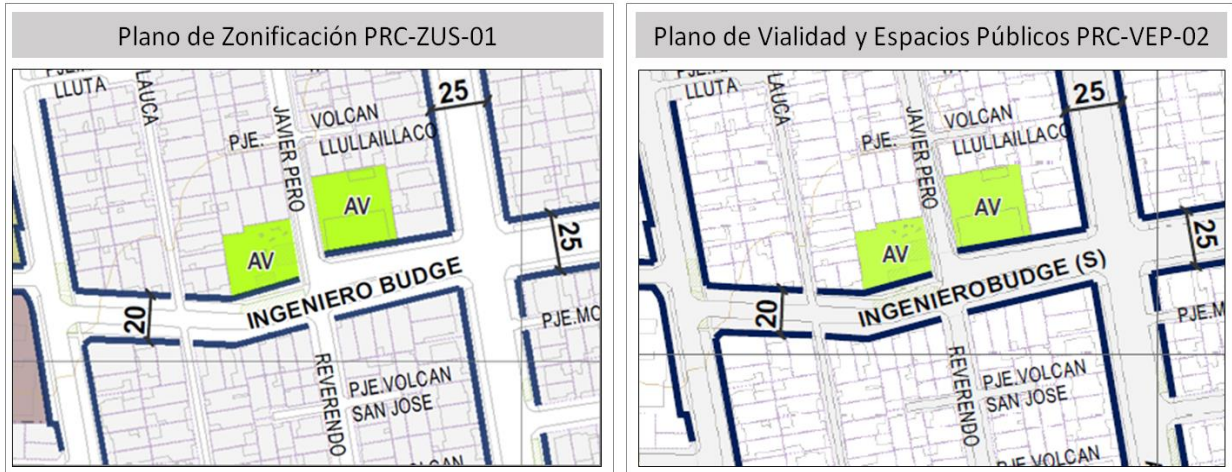 Plano de Zonificación PRC-ZUS-01
LLUTA
LAUCA
JAVIER PERO
25
VOLCAN
PJE.
LLULLAILLACO
AV
AV
25
INGENIERO BUDGE
20
PJE.MO
REVERENDO
PJE.VOLCAN
SAN JOSE
Plano de Vialidad y Espacios Públicos PRC-VEP-02
LLUTA
LAUCA
JAVIER PERO
25
VOLCAN
PJE.
LLULLAILLACO
AV
AV
25
INGENIERO BUDGE (S)
20
PJE.M
REVERENDO
PJE.VOLCAN
SAN JOSE
PJE.VOLCAN